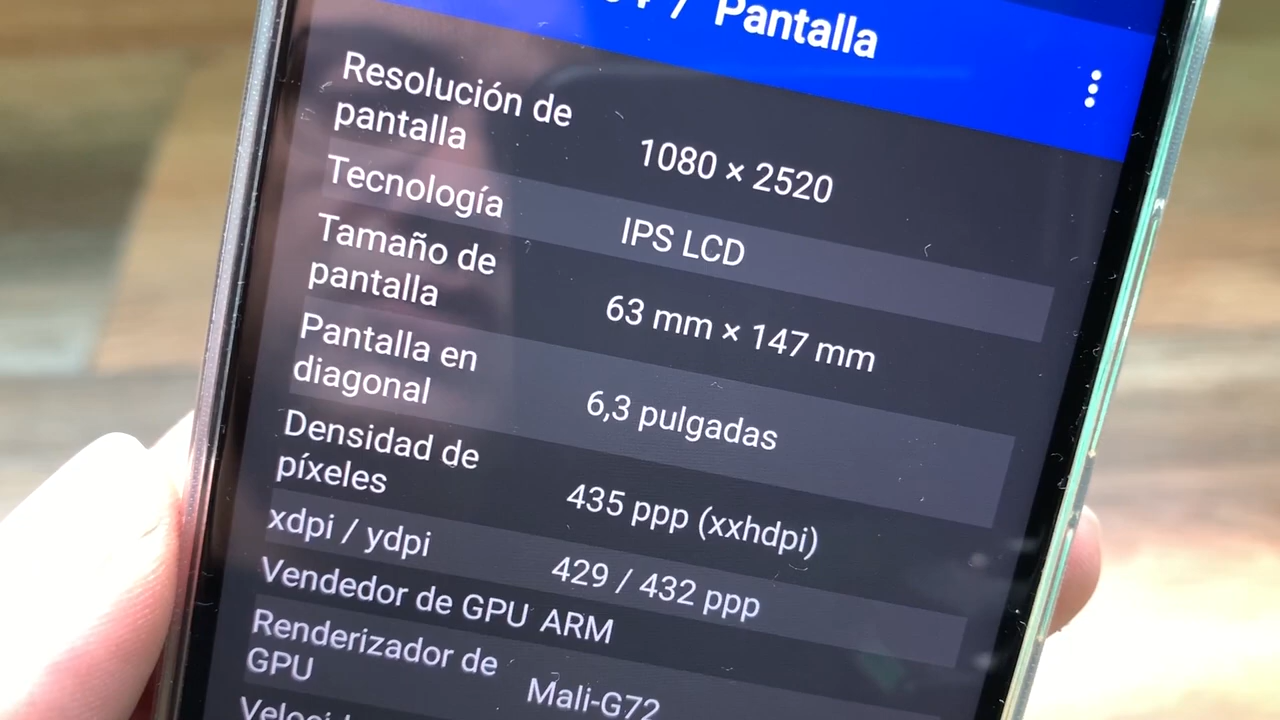 Pantalla
Resolución de
pantalla
1080 × 2520
Tecnología
IPS LCD
Tamaño de
pantalla
63 mm × 147 mm
Pantalla en
diagonal
6,3 pulgadas
Densidad de
píxeles
435 ppp (xxhdpi)
xdpi / ydpi
429 / 432 ppp
Vendedor de GPU ARM
Renderizador de
GPU
Mali-G72